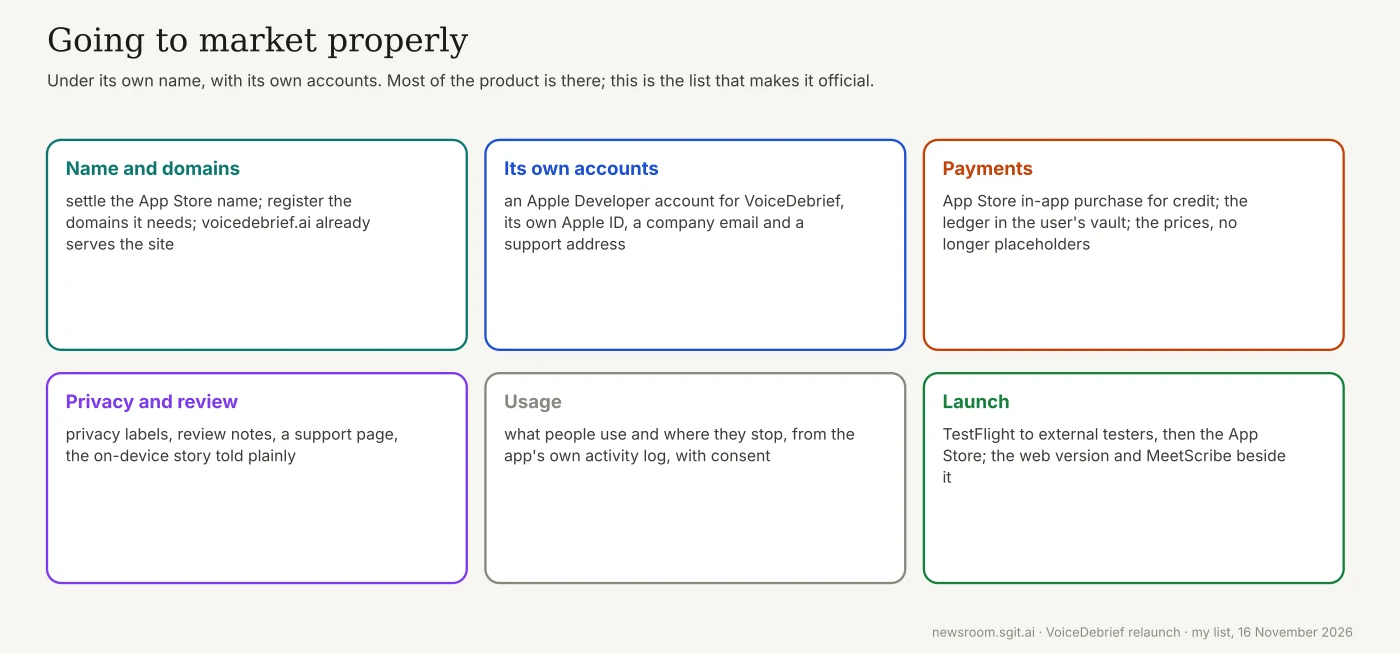 Going to market properly
Under its own name, with its own accounts. Most of the product is there; this is the list that makes it official.
Name and domains
settle the App Store name; register the
domains it needs; voicedebrief.ai already
serves the site
Its own accounts
an Apple Developer account for VoiceDebrief,
its own Apple ID, a company email and a
support address
Payments
App Store in-app purchase for credit; the
ledger in the user's vault; the prices, no
longer placeholders
Privacy and review
privacy labels, review notes, a support page,
the on-device story told plainly
Usage
what people use and where they stop, from the
app's own activity log, with consent
Launch
TestFlight to external testers, then the App
Store; the web version and MeetScribe beside
it
newsroom.sgit.ai · VoiceDebrief relaunch · my list, 16 November 2026